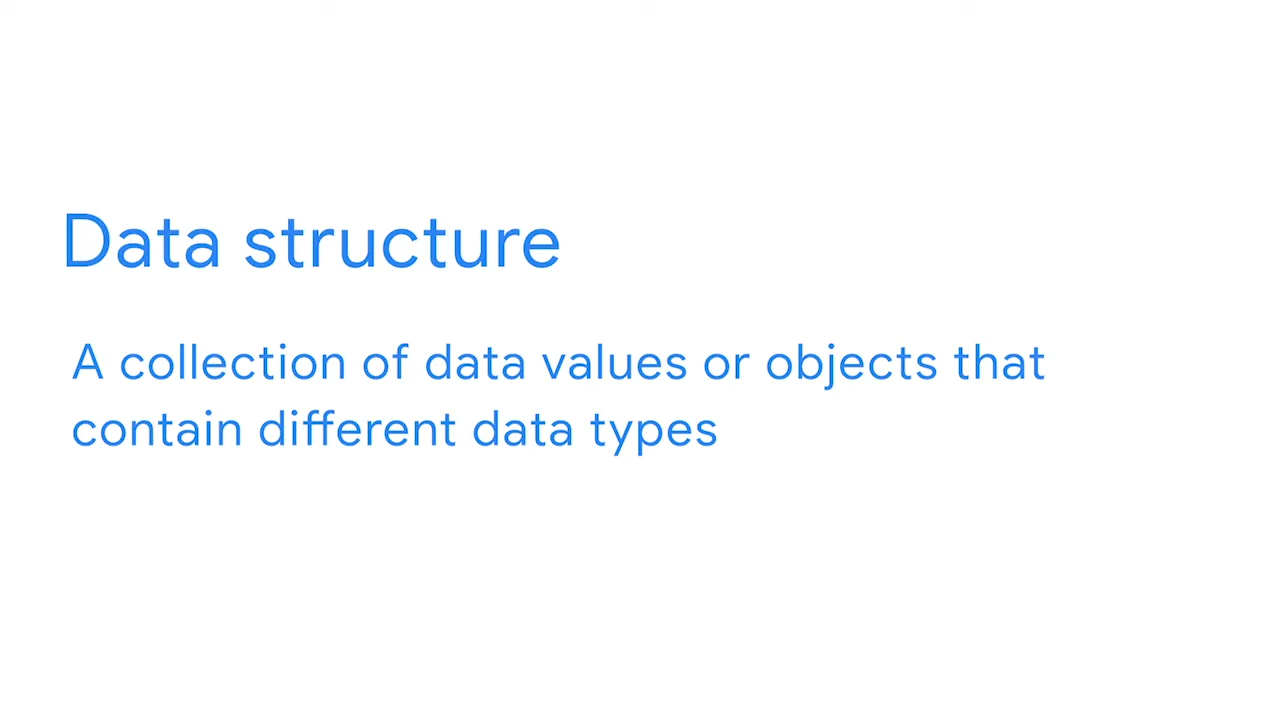 Data structure
A collection of data values or objects that
contain different data types